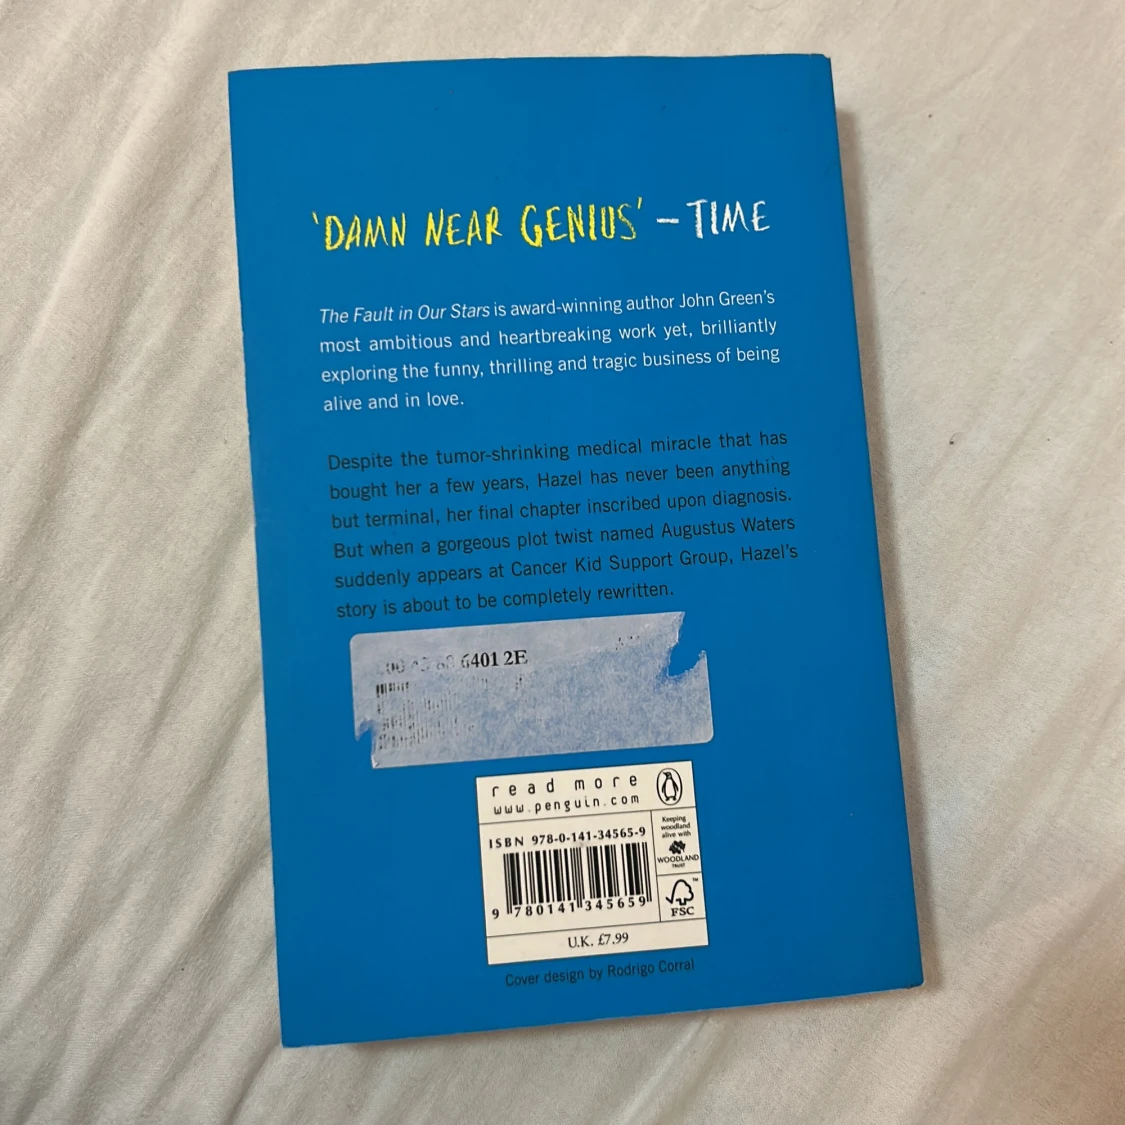 'DAMN NEAR GENIUS' – TIME
The Fault in Our Stars is award-winning author John Green's
most ambitious and heartbreaking work yet, brilliantly
exploring the funny, thrilling and tragic business of being
alive and in love.
Despite the tumor-shrinking medical miracle that has
bought her a few years, Hazel has never been anything
but terminal, her final chapter inscribed upon diagnosis.
But when a gorgeous plot twist named Augustus Waters
suddenly appears at Cancer Kid Support Group, Hazel's
story is about to be completely rewritten.
6401 2E
read more
www.penguin.com
Keeping
woodland
alive with
WOODLAND
TRUST
ISBN 978-0-141-34565-9
9 780141 345659
FSC
™
U.K. £7.99
Cover design by Rodrigo Corral